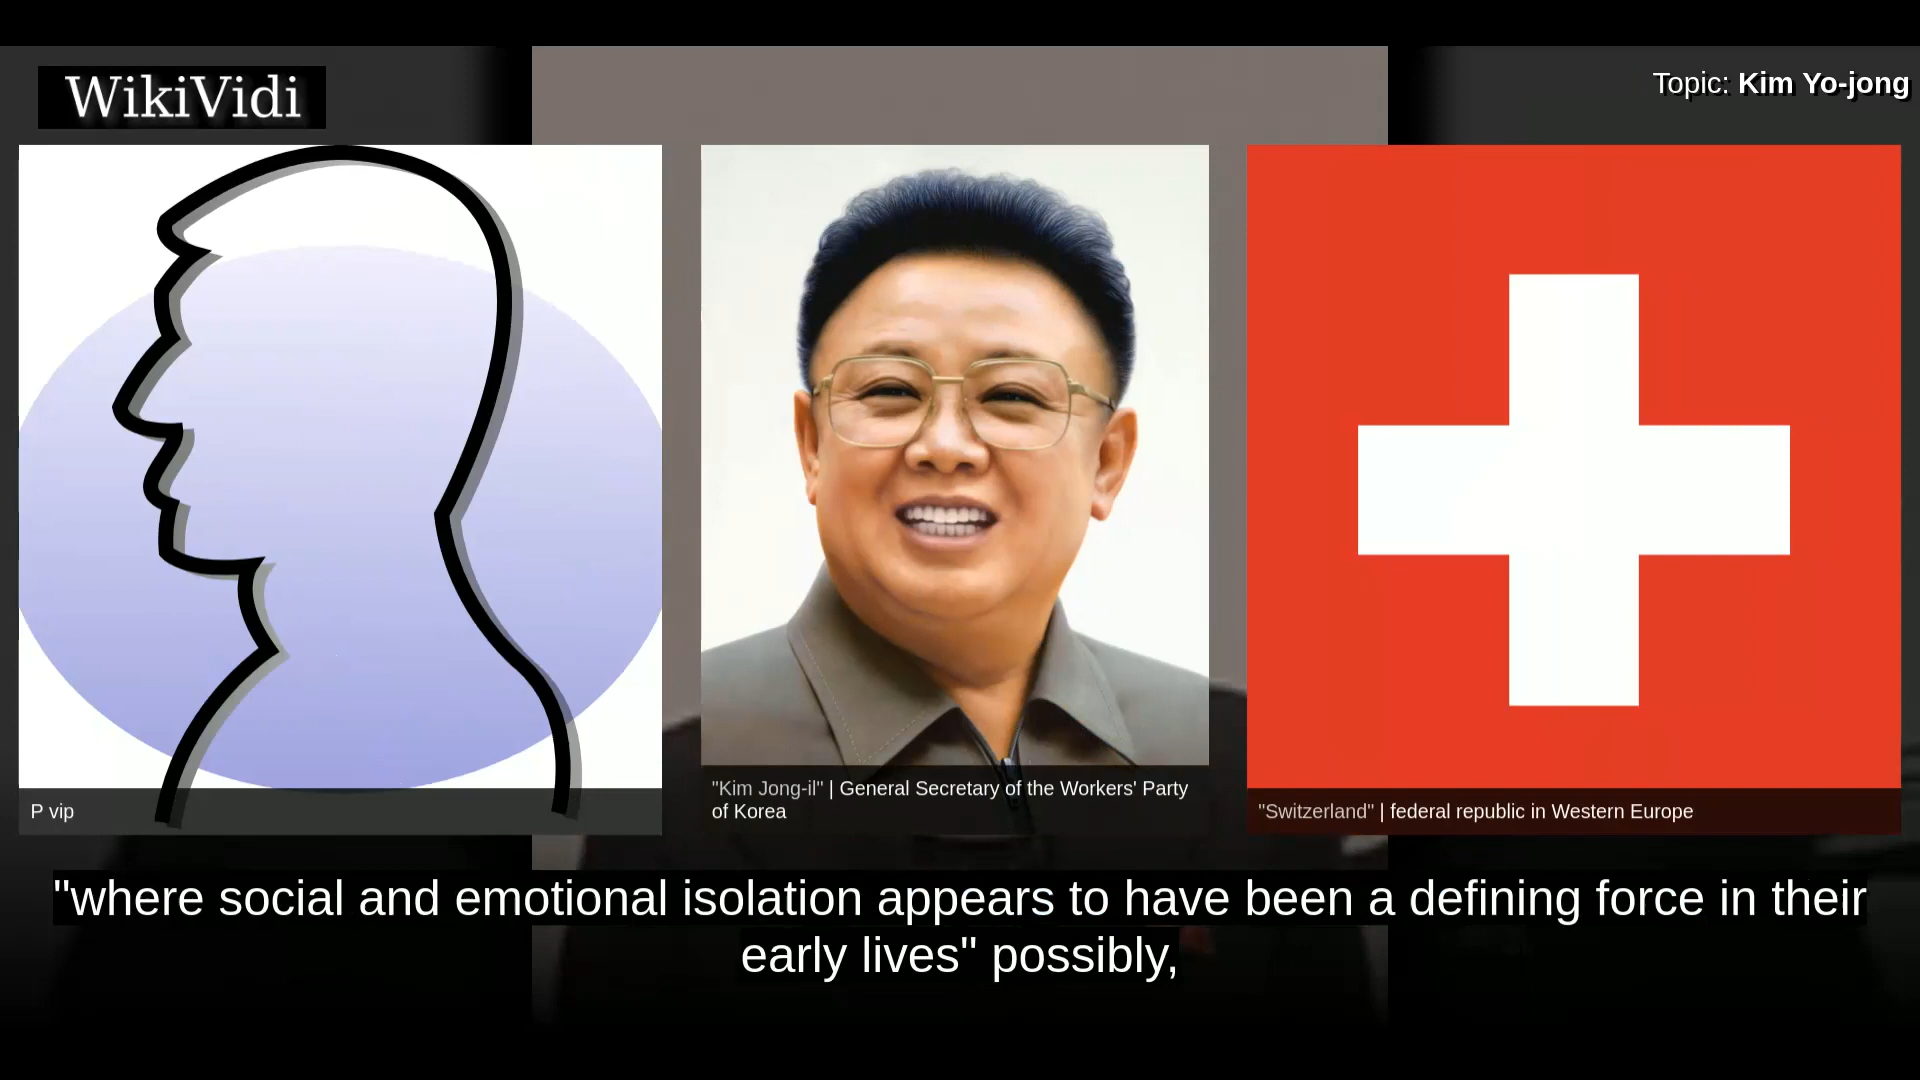 WikiVidi
Topic: Kim Yo-jong
P vip
"Kim Jong-il" | General Secretary of the Workers' Party
of Korea
"Switzerland" | federal republic in Western Europe
"where social and emotional isolation appears to have been a defining force in their
early lives" possibly,